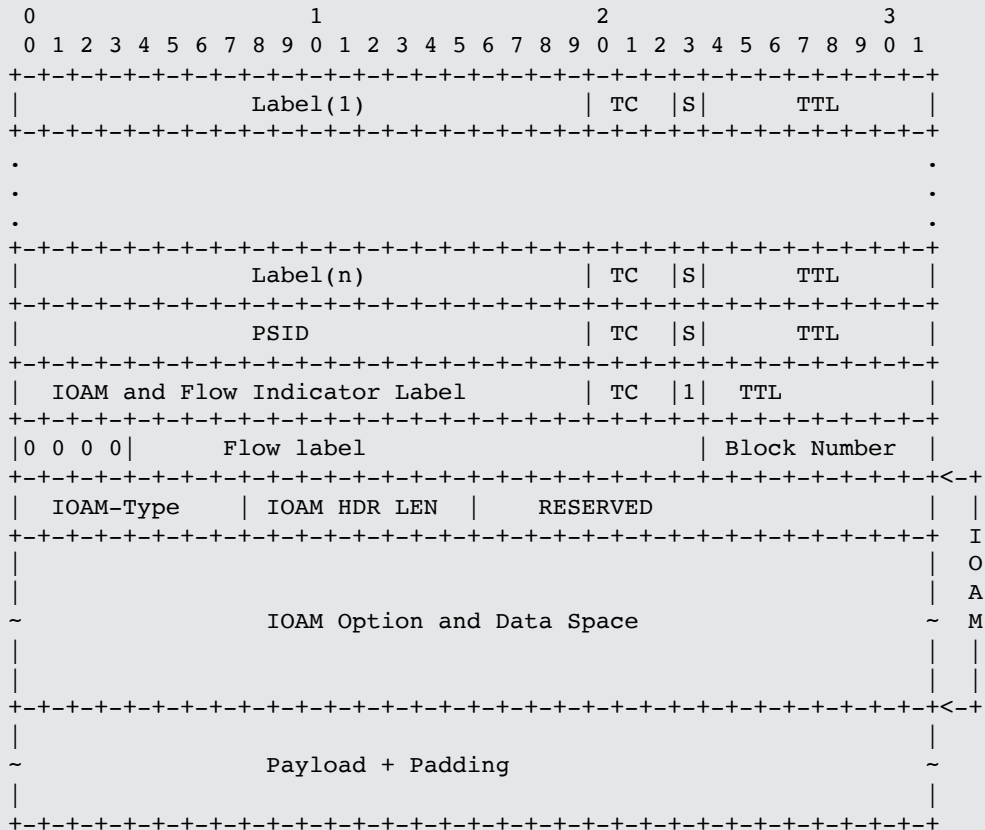 0                   1                   2                   3
 0 1 2 3 4 5 6 7 8 9 0 1 2 3 4 5 6 7 8 9 0 1 2 3 4 5 6 7 8 9 0 1
+-+-+-+-+-+-+-+-+-+-+-+-+-+-+-+-+-+-+-+-+-+-+-+-+-+-+-+-+-+-+-+-+
|                Label(1)               | TC  |S|      TTL      |
+-+-+-+-+-+-+-+-+-+-+-+-+-+-+-+-+-+-+-+-+-+-+-+-+-+-+-+-+-+-+-+-+
.                                                               .
.                                                               .
.                                                               .
+-+-+-+-+-+-+-+-+-+-+-+-+-+-+-+-+-+-+-+-+-+-+-+-+-+-+-+-+-+-+-+-+
|                Label(n)               | TC  |S|      TTL      |
+-+-+-+-+-+-+-+-+-+-+-+-+-+-+-+-+-+-+-+-+-+-+-+-+-+-+-+-+-+-+-+-+
|                PSID                   | TC  |S|      TTL      |
+-+-+-+-+-+-+-+-+-+-+-+-+-+-+-+-+-+-+-+-+-+-+-+-+-+-+-+-+-+-+-+-+
|  IOAM and Flow Indicator Label        | TC  |1|  TTL          |
+-+-+-+-+-+-+-+-+-+-+-+-+-+-+-+-+-+-+-+-+-+-+-+-+-+-+-+-+-+-+-+-+
|0 0 0 0|      Flow label                       | Block Number  |
+-+-+-+-+-+-+-+-+-+-+-+-+-+-+-+-+-+-+-+-+-+-+-+-+-+-+-+-+-+-+-+-+<-+
|  IOAM-Type    | IOAM HDR LEN  |    RESERVED                   |  |
+-+-+-+-+-+-+-+-+-+-+-+-+-+-+-+-+-+-+-+-+-+-+-+-+-+-+-+-+-+-+-+-+  I
|                                                               |  O
|                                                               |  A
~                 IOAM Option and Data Space                    ~  M
|                                                               |  |
|                                                               |  |
+-+-+-+-+-+-+-+-+-+-+-+-+-+-+-+-+-+-+-+-+-+-+-+-+-+-+-+-+-+-+-+-+<-+
|                                                               |
~                 Payload + Padding                             ~
|                                                               |
+-+-+-+-+-+-+-+-+-+-+-+-+-+-+-+-+-+-+-+-+-+-+-+-+-+-+-+-+-+-+-+-+